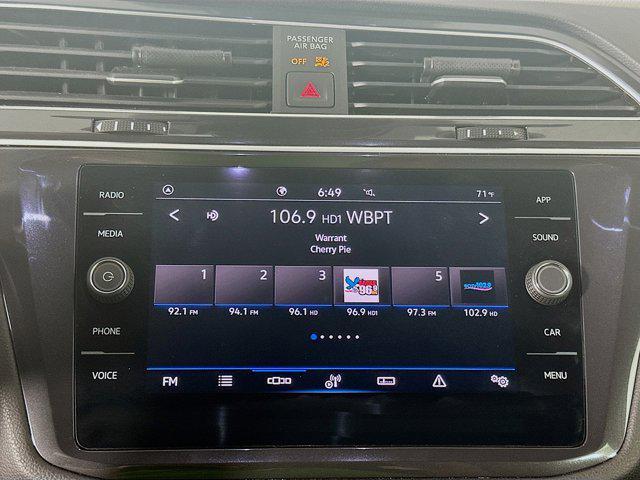 PASSENGER
AIR BAG
OFF
RADIO
MEDIA
PHONE
VOICE
6:49
71°F
106.9 HD1 WBPT
Warrant
Cherry Pie
1 2 3 5
96.9
92.1 FM 94.1 FM 96.1 HD 96.9 HD1 97.3 FM 102.9 HD
FM
APP
SOUND
CAR
MENU